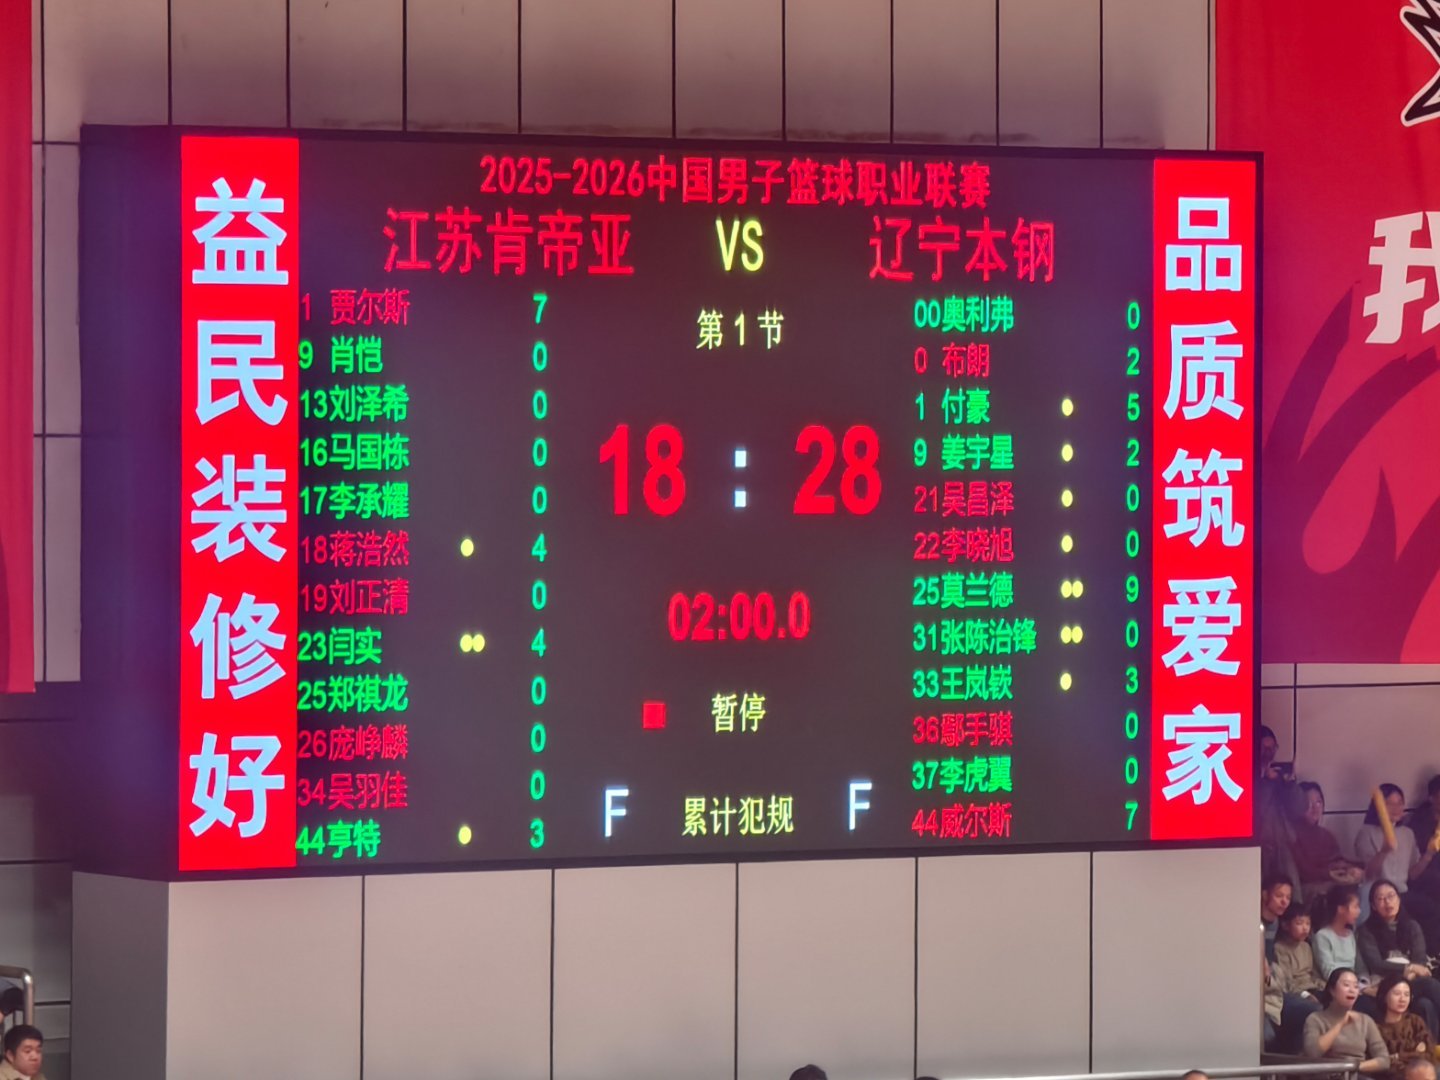 益民装修好
2025-2026中国男子篮球职业联赛
江苏肯帝亚 VS 辽宁本钢
第 1 节
1 贾尔斯 7
9 肖恺 0
13刘泽希 0
16马国栋 0
17李承耀 0
18蒋浩然 4
19刘正清 0
23闫实 4
25郑祺龙 0
26庞峥麟 0
34吴羽佳 0
44亨特 3
18 : 28
02:00.0
暂停
F 累计犯规 F
00奥利弗 0
0 布朗 2
1 付豪 5
9 姜宇星 2
21吴昌泽 0
22李晓旭 0
25莫兰德 9
31张陈治锋 0
33王岚嵚 3
36鄢手骐 0
37李虎翼 0
44威尔斯 7
品质筑爱家
我